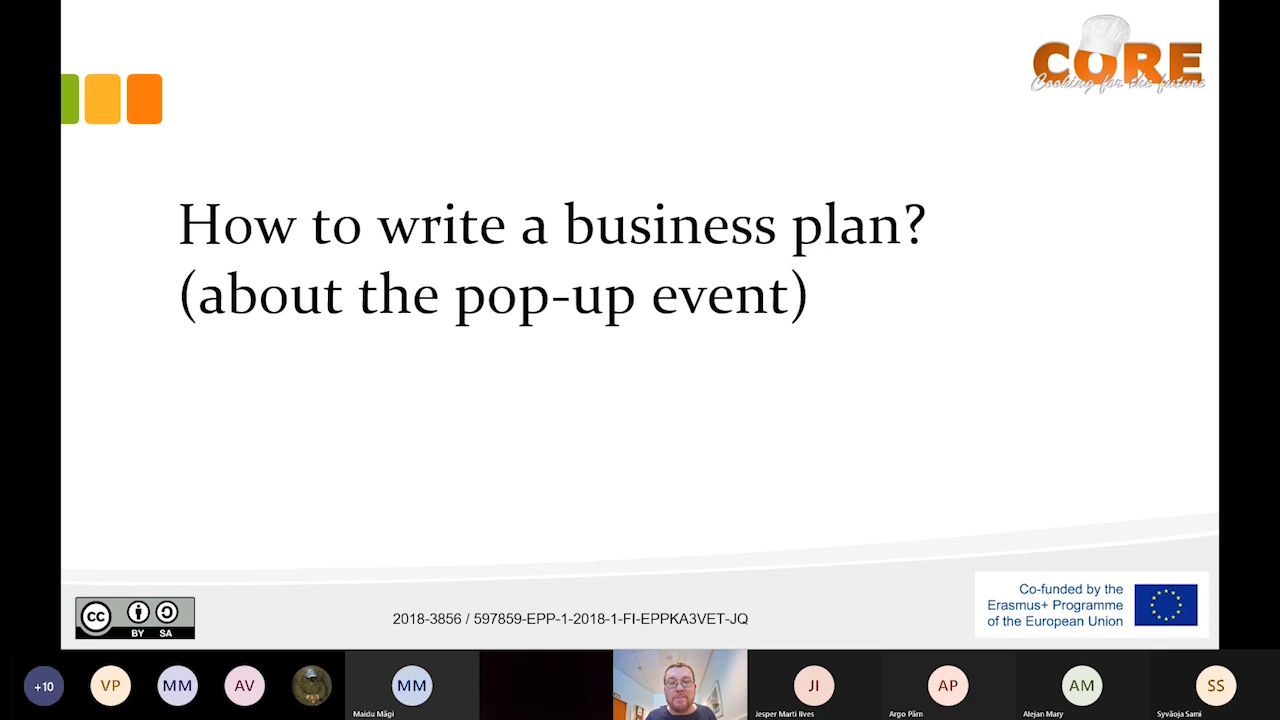 CORE
Cooking for the future
How to write a business plan?
(about the pop-up event)
cc
BY SA
2018-3856 / 597859-EPP-1-2018-1-FI-EPPKA3VET-JQ
Co-funded by the
Erasmus+ Programme
of the European Union
+10
VP
MM
AV
MM
Maidu Mägi
JI
Jesper Marti Ilves
AP
Argo Pärn
AM
Alejan Mary
SS
Syväoja Sami